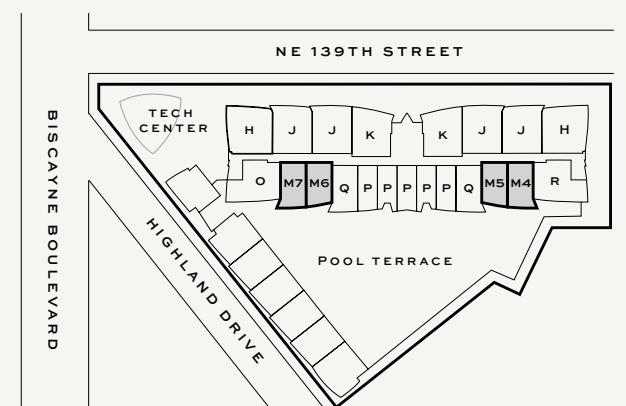 NE 139TH STREET
BISCAYNE BOULEVARD
TECH
CENTER
H J J K K J J H
O M7 M6 Q P P P P P Q M5 M4 R
HIGHLAND DRIVE
POOL TERRACE